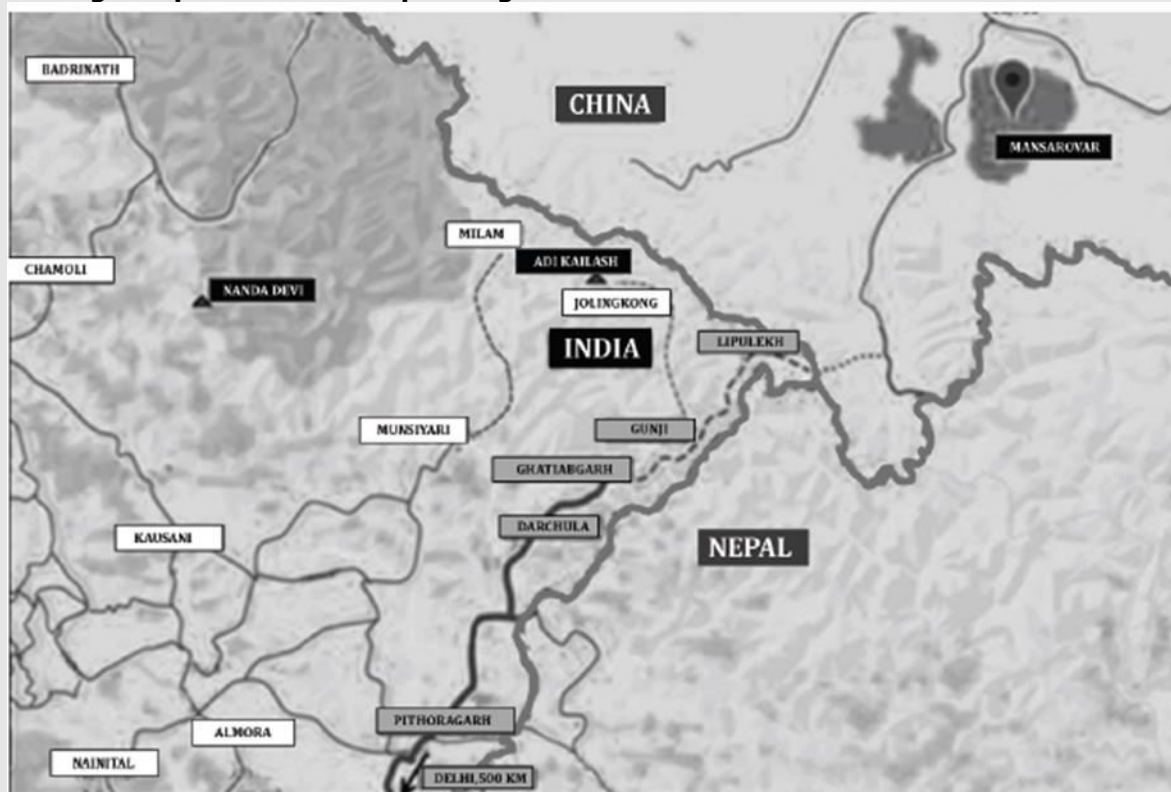 BADRINATH
CHINA
MANSAROVAR
MILAM
ADI KAILASH
CHAMOLI
NANDA DEVI
JOLINGKONG
INDIA
LIPULEKH
MUNSIYARI
GUNJI
GHATIABGARH
DARCHULA
KAUSANI
NEPAL
PITHORAGARH
ALMORA
NAINITAL
DELHI,500 KM